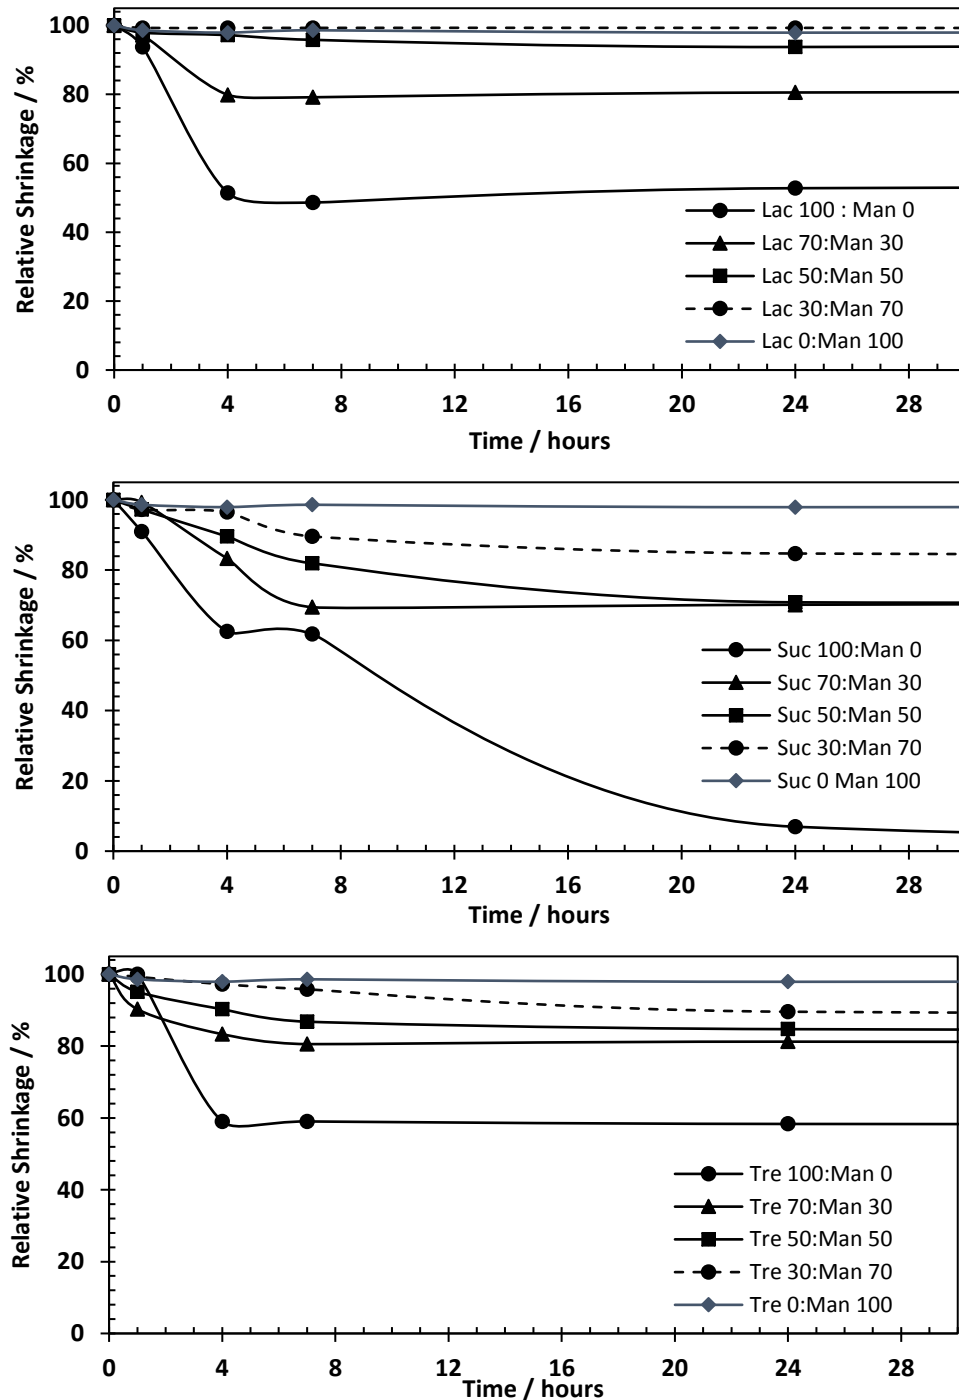 Relative Shrinkage / %
100
80
60
40
20
0
Lac 100 : Man 0
Lac 70:Man 30
Lac 50:Man 50
Lac 30:Man 70
Lac 0:Man 100
0 4 8 12 16 20 24 28
Time / hours
Relative Shrinkage / %
100
80
60
40
20
0
Suc 100:Man 0
Suc 70:Man 30
Suc 50:Man 50
Suc 30:Man 70
Suc 0 Man 100
0 4 8 12 16 20 24 28
Time / hours
Relative Shrinkage / %
100
80
60
40
20
0
Tre 100:Man 0
Tre 70:Man 30
Tre 50:Man 50
Tre 30:Man 70
Tre 0:Man 100
0 4 8 12 16 20 24 28
Time / hours